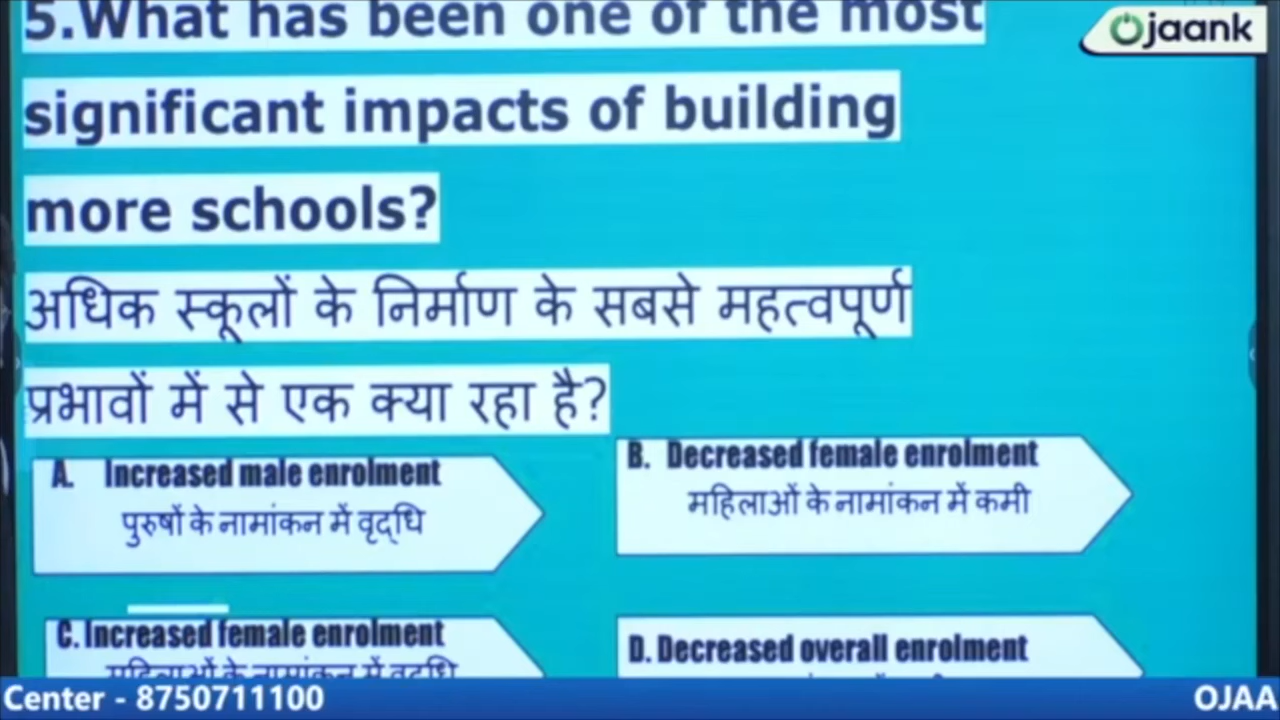 5.What has been one of the most
Ojaank
significant impacts of building
more schools?
अधिक स्कूलों के निर्माण के सबसे महत्वपूर्ण
प्रभावों में से एक क्या रहा है?
A. Increased male enrolment
पुरुषों के नामांकन में वृद्धि
B. Decreased female enrolment
महिलाओं के नामांकन में कमी
C. Increased female enrolment
महिलाओं के नामांकन में वृद्धि
D. Decreased overall enrolment
Center - 8750711100
OJAA